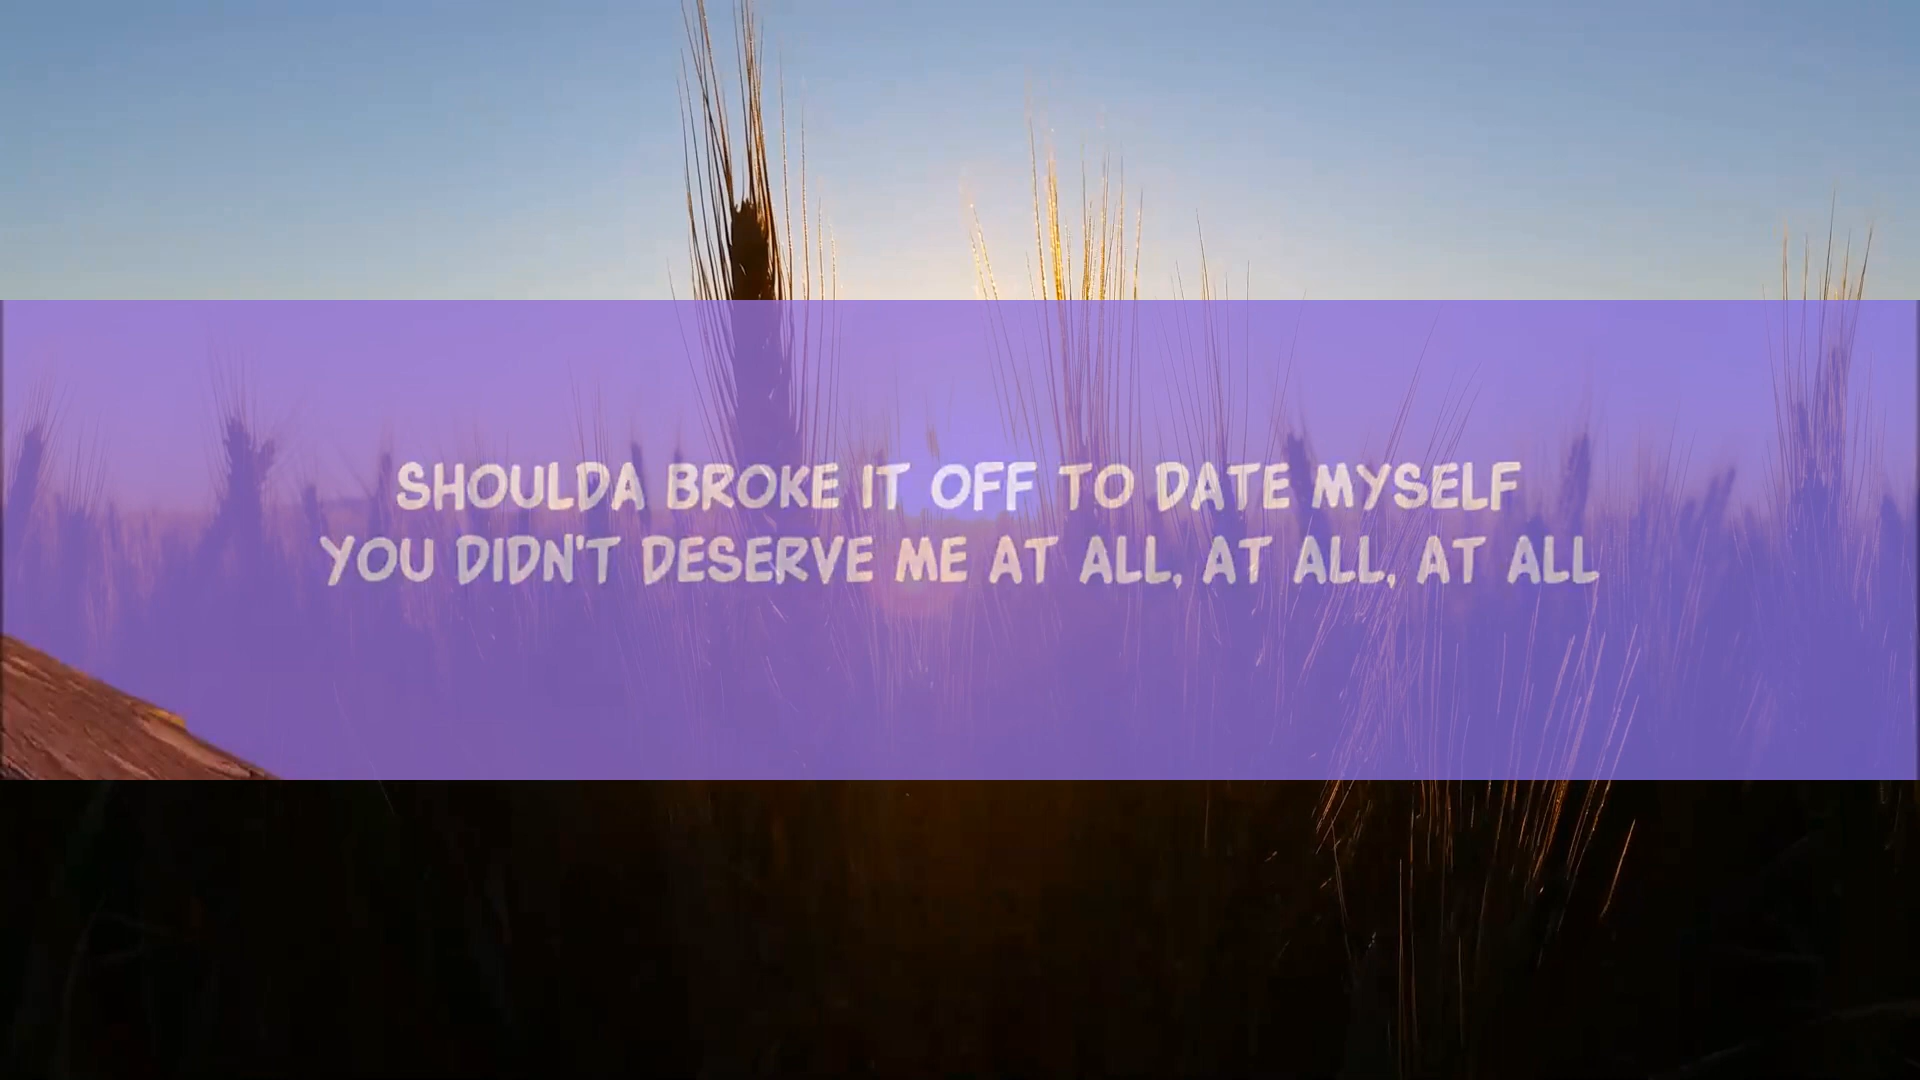 SHOULDA BROKE IT OFF TO DATE MYSELF
YOU DIDN'T DESERVE ME AT ALL, AT ALL, AT ALL